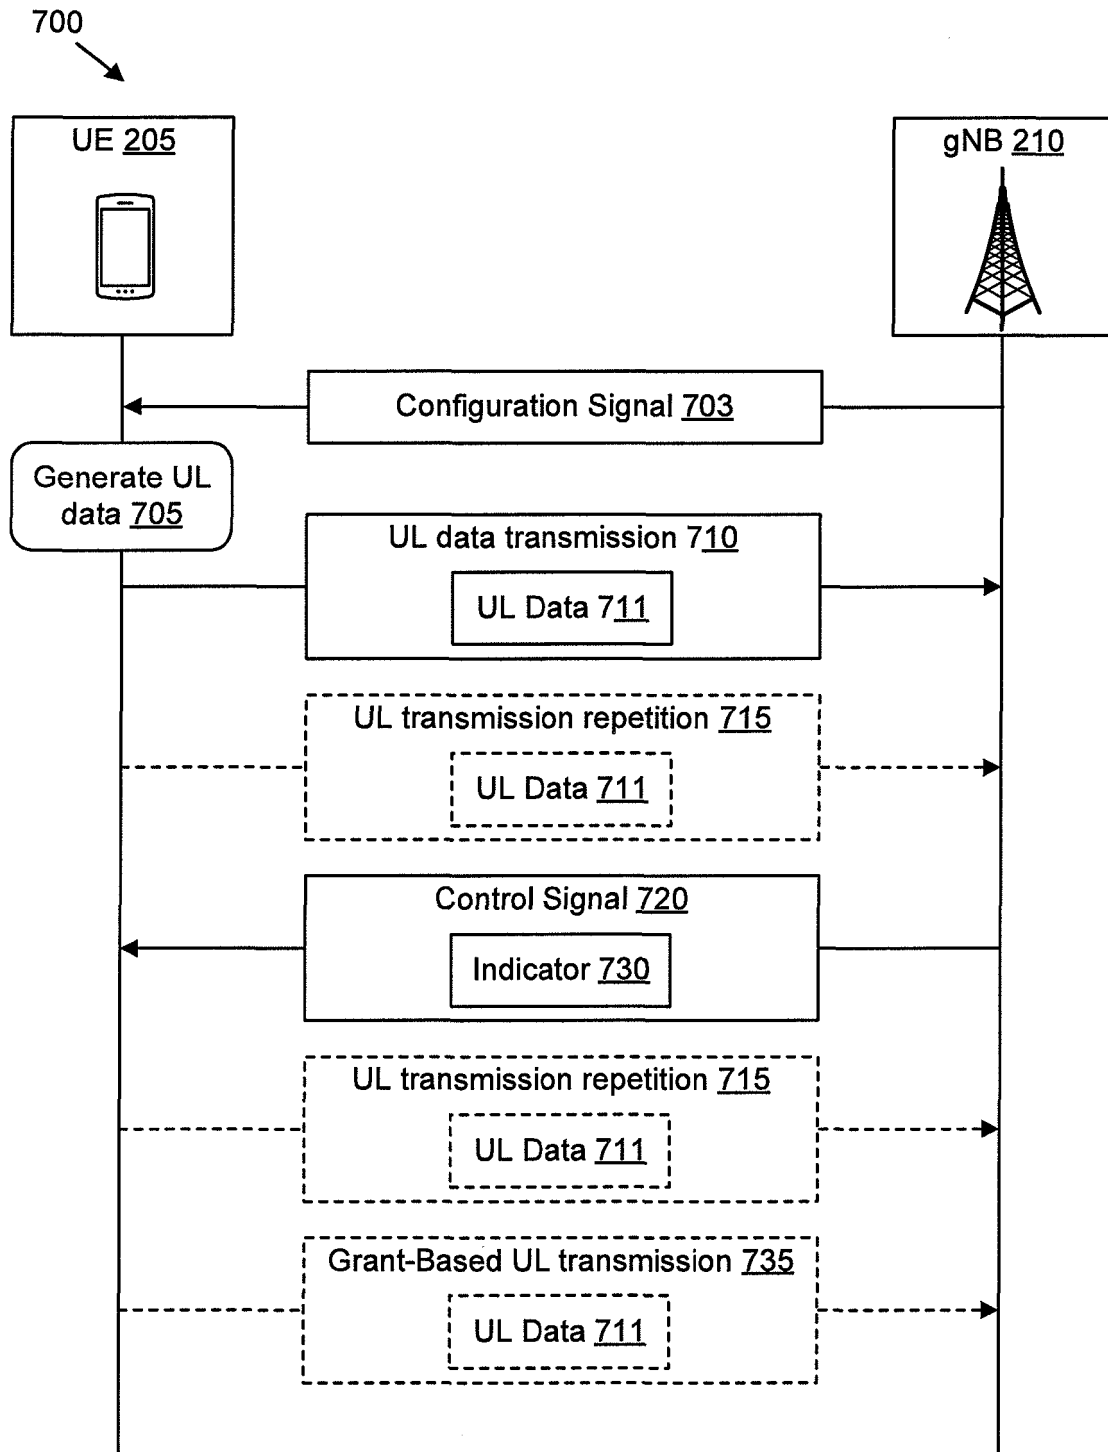 700
UE 205
gNB 210
Configuration Signal 703
Generate UL
data 705
UL data transmission 710
UL Data 711
UL transmission repetition 715
UL Data 711
Control Signal 720
Indicator 730
UL transmission repetition 715
UL Data 711
Grant-Based UL transmission 735
UL Data 711